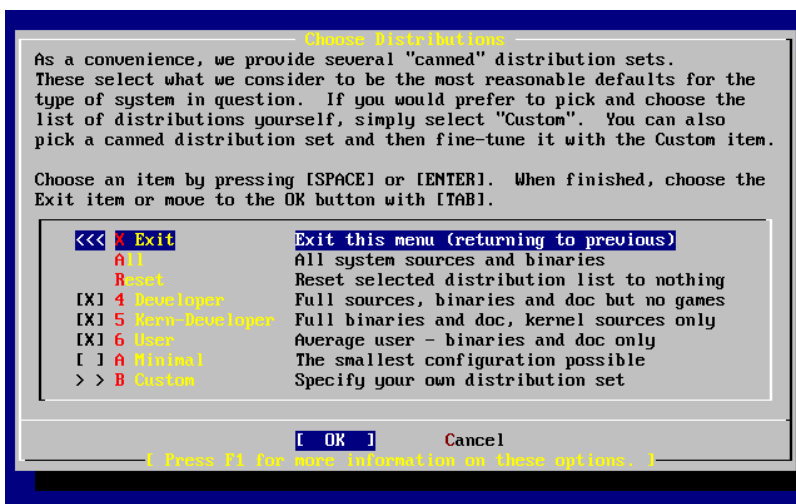 Choose Distributions
As a convenience, we provide several "canned" distribution sets.
These select what we consider to be the most reasonable defaults for the
type of system in question.  If you would prefer to pick and choose the
list of distributions yourself, simply select "Custom".  You can also
pick a canned distribution set and then fine-tune it with the Custom item.
Choose an item by pressing [SPACE] or [ENTER].  When finished, choose the
Exit item or move to the OK button with [TAB].
<<< X Exit Exit this menu (returning to previous)
All All system sources and binaries
Reset Reset selected distribution list to nothing
[X] 4 Developer Full sources, binaries and doc but no games
[X] 5 Kern-Developer Full binaries and doc, kernel sources only
[X] 6 User Average user - binaries and doc only
[ ] A Minimal The smallest configuration possible
> > B Custom Specify your own distribution set
[ OK ] Cancel
[ Press F1 for more information on these options. ]